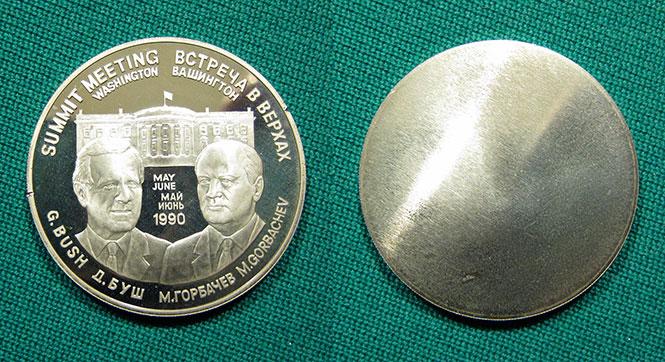 SUMMIT MEETING ВСТРЕЧА В ВЕРХАХ
WASHINGTON ВАШИНГТОН
MAY
JUNE
МАЙ
ИЮНЬ
1990
G. BUSH Д. БУШ М.ГОРБАЧЕВ M.GORBACHEV